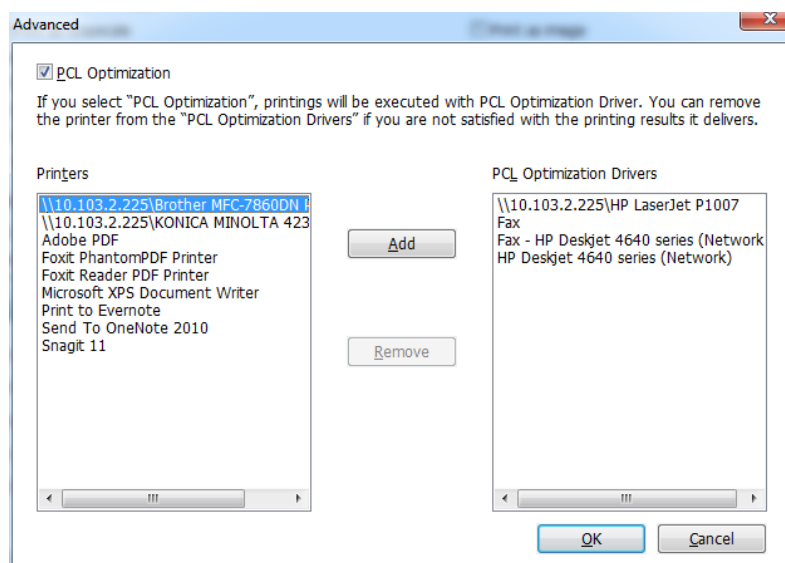 Advanced
Print as image
PCL Optimization
If you select “PCL Optimization”, printings will be executed with PCL Optimization Driver. You can remove
the printer from the “PCL Optimization Drivers” if you are not satisfied with the printing results it delivers.
Printers
\\10.103.2.225\Brother MFC-7860DN
\\10.103.2.225\KONICA MINOLTA 423
Adobe PDF
Foxit PhantomPDF Printer
Foxit Reader PDF Printer
Microsoft XPS Document Writer
Print to Evernote
Send To OneNote 2010
Snagit 11
Add
Remove
PCL Optimization Drivers
\\10.103.2.225\HP LaserJet P1007
Fax
Fax - HP Deskjet 4640 series (Network
HP Deskjet 4640 series (Network)
OK
Cancel